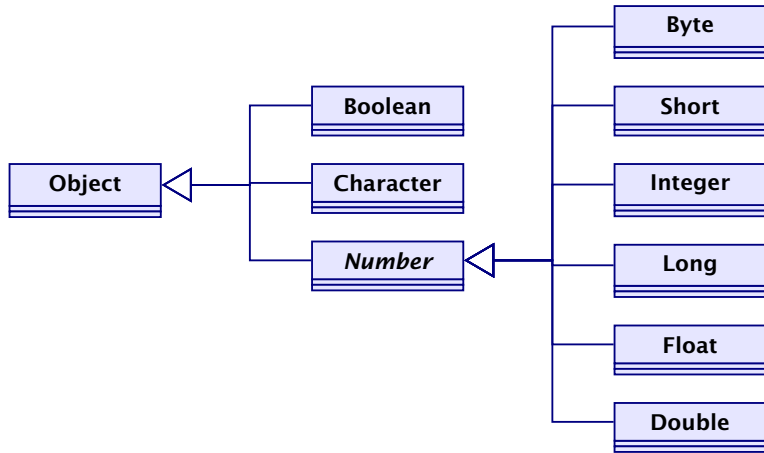 Object
Boolean
Character
Number
Byte
Short
Integer
Long
Float
Double